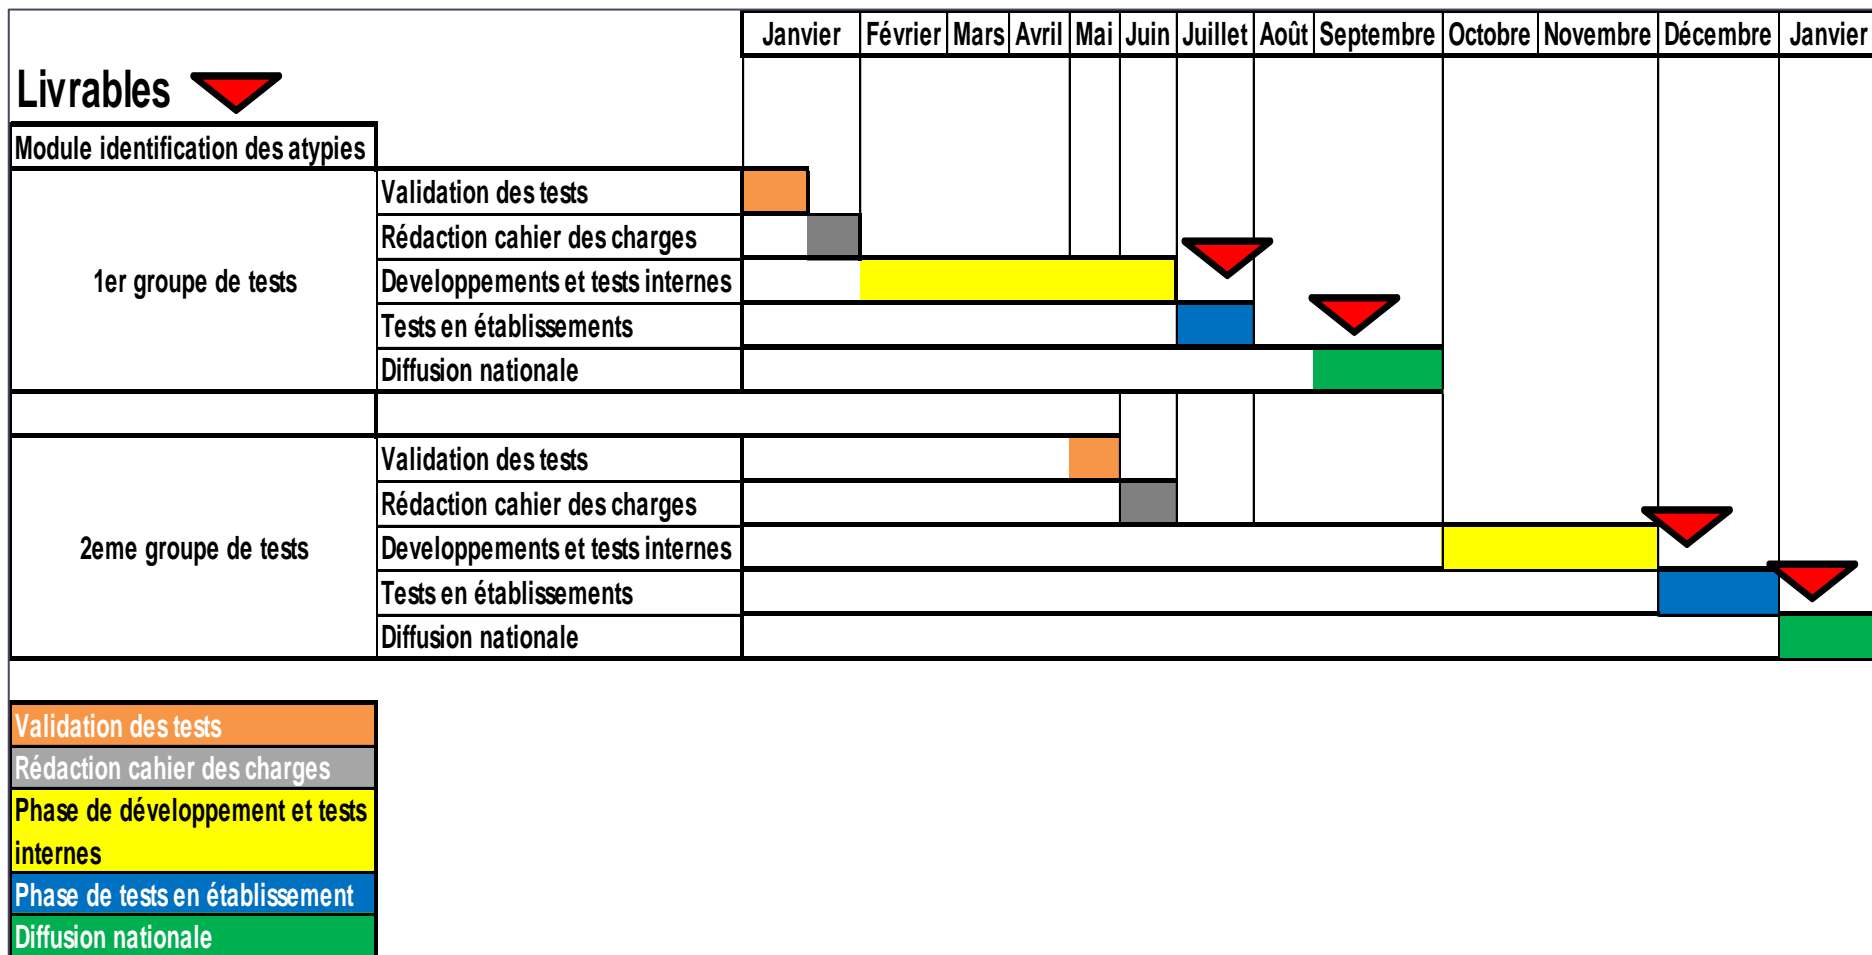 Janvier Février Mars Avril Mai Juin Juillet Août Septembre Octobre Novembre Décembre Janvier
Livrables
Module identification des atypies
1er groupe de tests
Validation des tests
Rédaction cahier des charges
Developpements et tests internes
Tests en établissements
Diffusion nationale
2eme groupe de tests
Validation des tests
Rédaction cahier des charges
Developpements et tests internes
Tests en établissements
Diffusion nationale
Validation des tests
Rédaction cahier des charges
Phase de développement et tests
internes
Phase de tests en établissement
Diffusion nationale